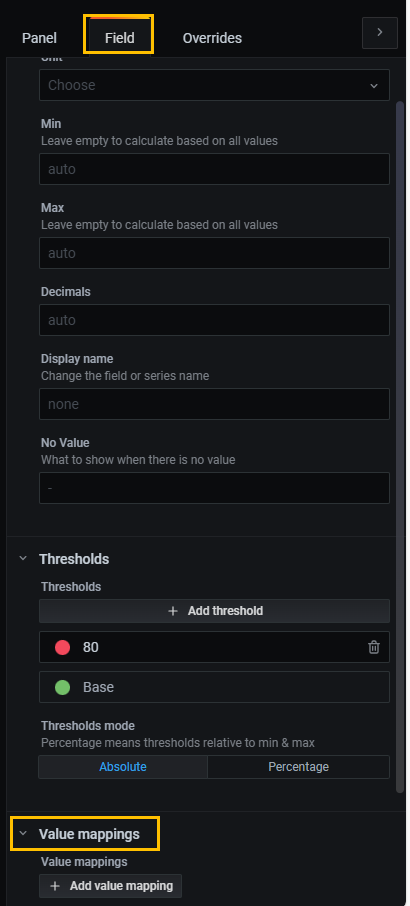 Panel
Field
Overrides
Unit
Choose
Min
Leave empty to calculate based on all values
auto
Max
Leave empty to calculate based on all values
auto
Decimals
auto
Display name
Change the field or series name
none
No Value
What to show when there is no value
-
Thresholds
Thresholds
+ Add threshold
80
Base
Thresholds mode
Percentage means thresholds relative to min & max
Absolute
Percentage
Value mappings
Value mappings
+ Add value mapping